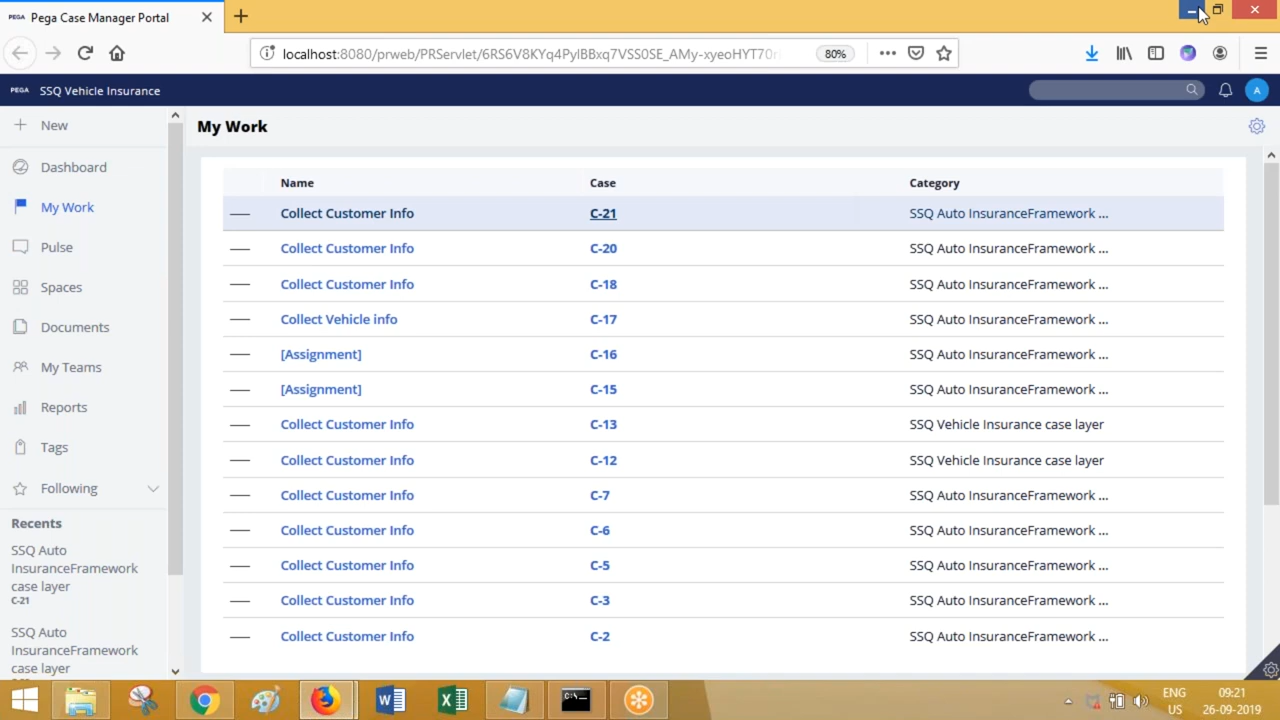 PEGA Pega Case Manager Portal
localhost:8080/prweb/PRServlet/6RS6V8KYq4PylBBxq7VSS0SE_AMy-xyeoHYT70r
80%
PEGA SSQ Vehicle Insurance
A
New
Dashboard
My Work
Pulse
Spaces
Documents
My Teams
Reports
Tags
Following
Recents
SSQ Auto
InsuranceFramework
case layer
C-21
SSQ Auto
InsuranceFramework
case layer
My Work
Name Case Category
Collect Customer Info C-21 SSQ Auto InsuranceFramework ...
Collect Customer Info C-20 SSQ Auto InsuranceFramework ...
Collect Customer Info C-18 SSQ Auto InsuranceFramework ...
Collect Vehicle info C-17 SSQ Auto InsuranceFramework ...
[Assignment] C-16 SSQ Auto InsuranceFramework ...
[Assignment] C-15 SSQ Auto InsuranceFramework ...
Collect Customer Info C-13 SSQ Vehicle Insurance case layer
Collect Customer Info C-12 SSQ Vehicle Insurance case layer
Collect Customer Info C-7 SSQ Auto InsuranceFramework ...
Collect Customer Info C-6 SSQ Auto InsuranceFramework ...
Collect Customer Info C-5 SSQ Auto InsuranceFramework ...
Collect Customer Info C-3 SSQ Auto InsuranceFramework ...
Collect Customer Info C-2 SSQ Auto InsuranceFramework ...
ENG 09:21
US 26-09-2019